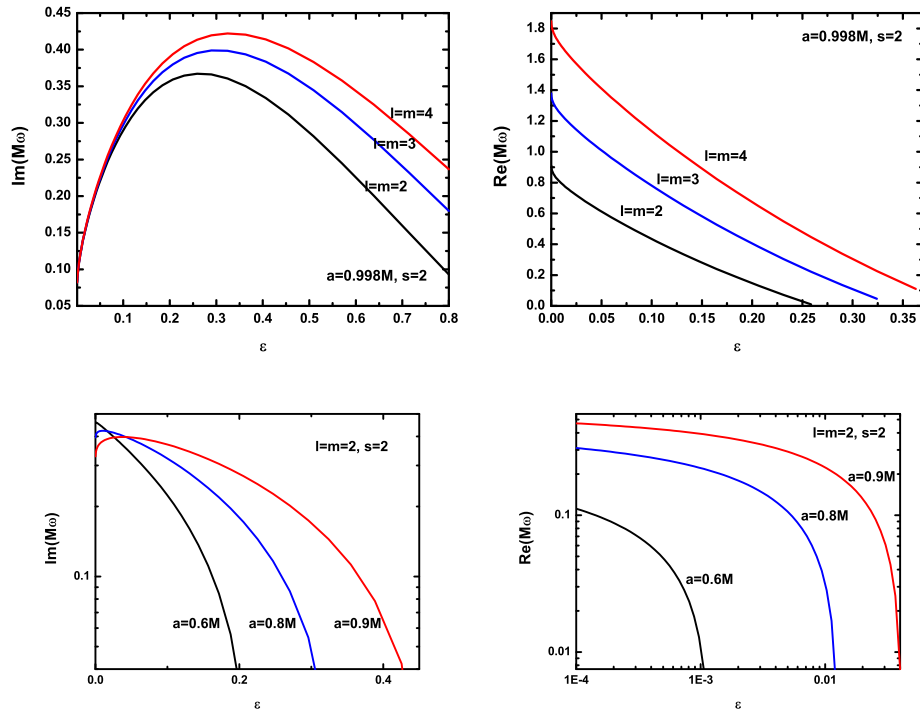 0.45
0.40
0.35
0.30
0.25
0.20
0.15
0.10
0.05
Im(Mω)
l=m=4
l=m=3
l=m=2
a=0.998M, s=2
0.1 0.2 0.3 0.4 0.5 0.6 0.7 0.8
ε
1.8
1.6
1.4
1.2
1.0
0.8
0.6
0.4
0.2
0.0
Re(Mω)
a=0.998M, s=2
l=m=4
l=m=3
l=m=2
0.00 0.05 0.10 0.15 0.20 0.25 0.30 0.35
ε
0.1
Im(Mω)
l=m=2, s=2
a=0.6M
a=0.8M
a=0.9M
0.0 0.2 0.4
ε
0.1
0.01
Re(Mω)
l=m=2, s=2
a=0.9M
a=0.8M
a=0.6M
1E-4 1E-3 0.01
ε